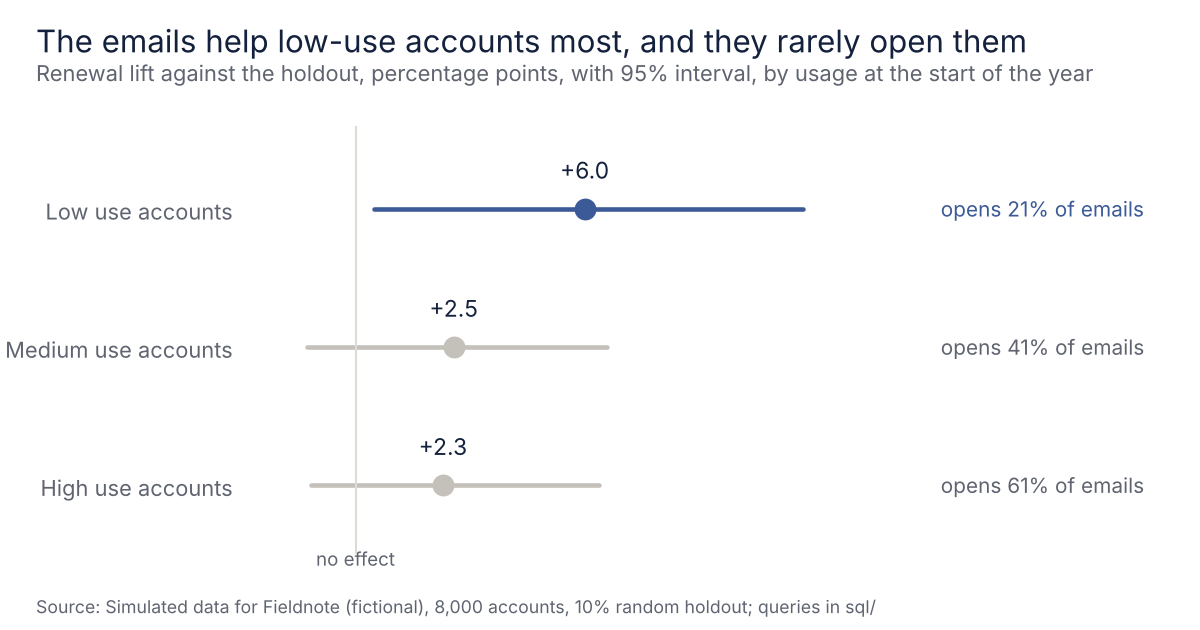 The emails help low-use accounts most, and they rarely open them
Renewal lift against the holdout, percentage points, with 95% interval, by usage at the start of the year
+6.0
Low use accounts
opens 21% of emails
+2.5
Medium use accounts
opens 41% of emails
+2.3
High use accounts
opens 61% of emails
no effect
Source: Simulated data for Fieldnote (fictional), 8,000 accounts, 10% random holdout; queries in sql/